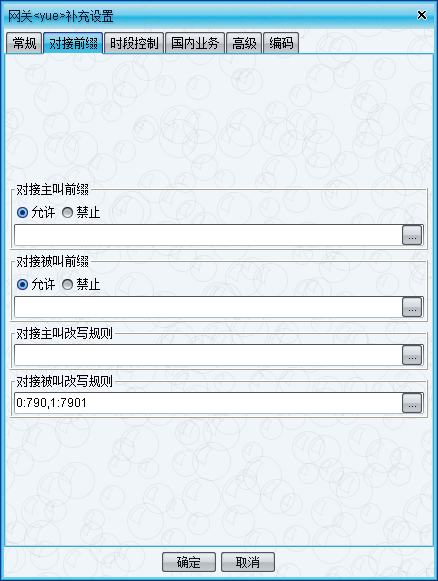 网关<yue>补充设置
常规 对接前缀 时段控制 国内业务 高级 编码
对接主叫前缀
允许 禁止
...
对接被叫前缀
允许 禁止
...
对接主叫改写规则
...
对接被叫改写规则
0:790,1:7901 ...
确定 取消